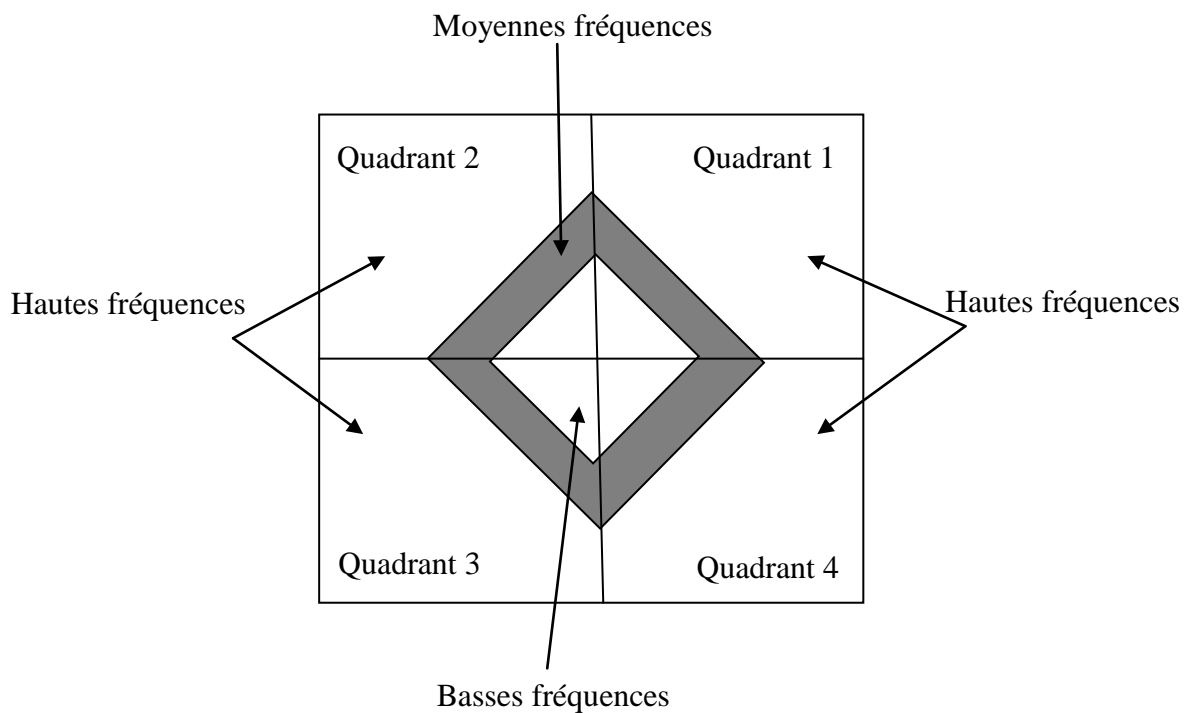 Moyennes fréquences
Quadrant 2
Quadrant 1
Hautes fréquences
Hautes fréquences
Quadrant 3
Quadrant 4
Basses fréquences